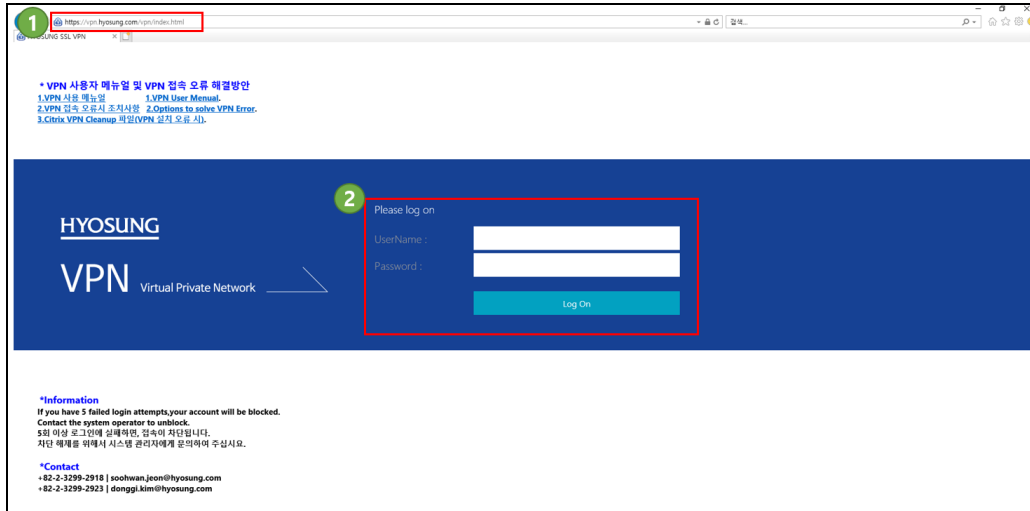 1
https://vpn.hyosung.com/vpn/index.html
검색...
HYOSUNG SSL VPN
* VPN 사용자 메뉴얼 및 VPN 접속 오류 해결방안
1.VPN 사용 메뉴얼 1.VPN User Menual.
2.VPN 접속 오류시 조치사항 2.Options to solve VPN Error.
3.Citrix VPN Cleanup 파일(VPN 설치 오류 시).
2
Please log on
HYOSUNG
UserName :
Password :
VPN Virtual Private Network
Log On
*Information
If you have 5 failed login attempts,your account will be blocked.
Contact the system operator to unblock.
5회 이상 로그인에 실패하면, 접속이 차단됩니다.
차단 해제를 위해서 시스템 관리자에게 문의하여 주십시요.
*Contact
+82-2-3299-2918 | soohwan.jeon@hyosung.com
+82-2-3299-2923 | donggi.kim@hyosung.com